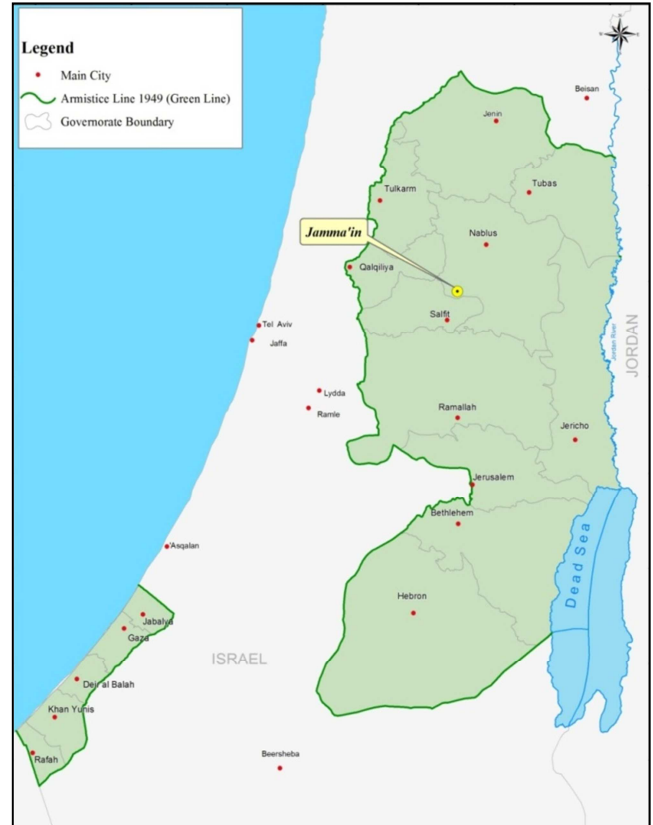 Legend
Main City
Armistice Line 1949 (Green Line)
Governorate Boundary
Beisan
Jenin
Tubas
Tulkarm
Jamma'in
Nablus
Qalqiliya
Salfit
Tel Aviv
Jaffa
Jordan River
JORDAN
Lydda
Ramle
Ramallah
Jericho
Jerusalem
Bethlehem
'Asqalan
Dead Sea
Hebron
Jabalya
Gaza
ISRAEL
Deir al Balah
Khan Yunis
Rafah
Beersheba